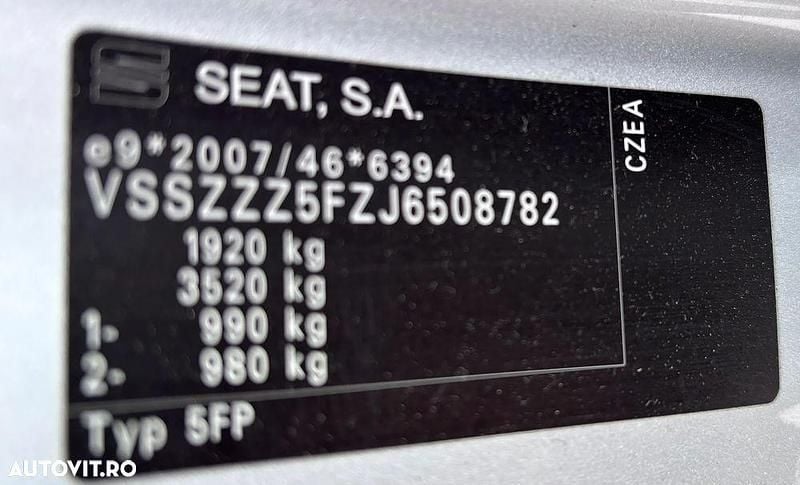 SEAT, S.A.
e9*2007/46*6394
VSSZZZ5FZJ6508782
1920 kg
3520 kg
1- 990 kg
2- 980 kg
Typ 5FP
CZEA
AUTOVIT.RO